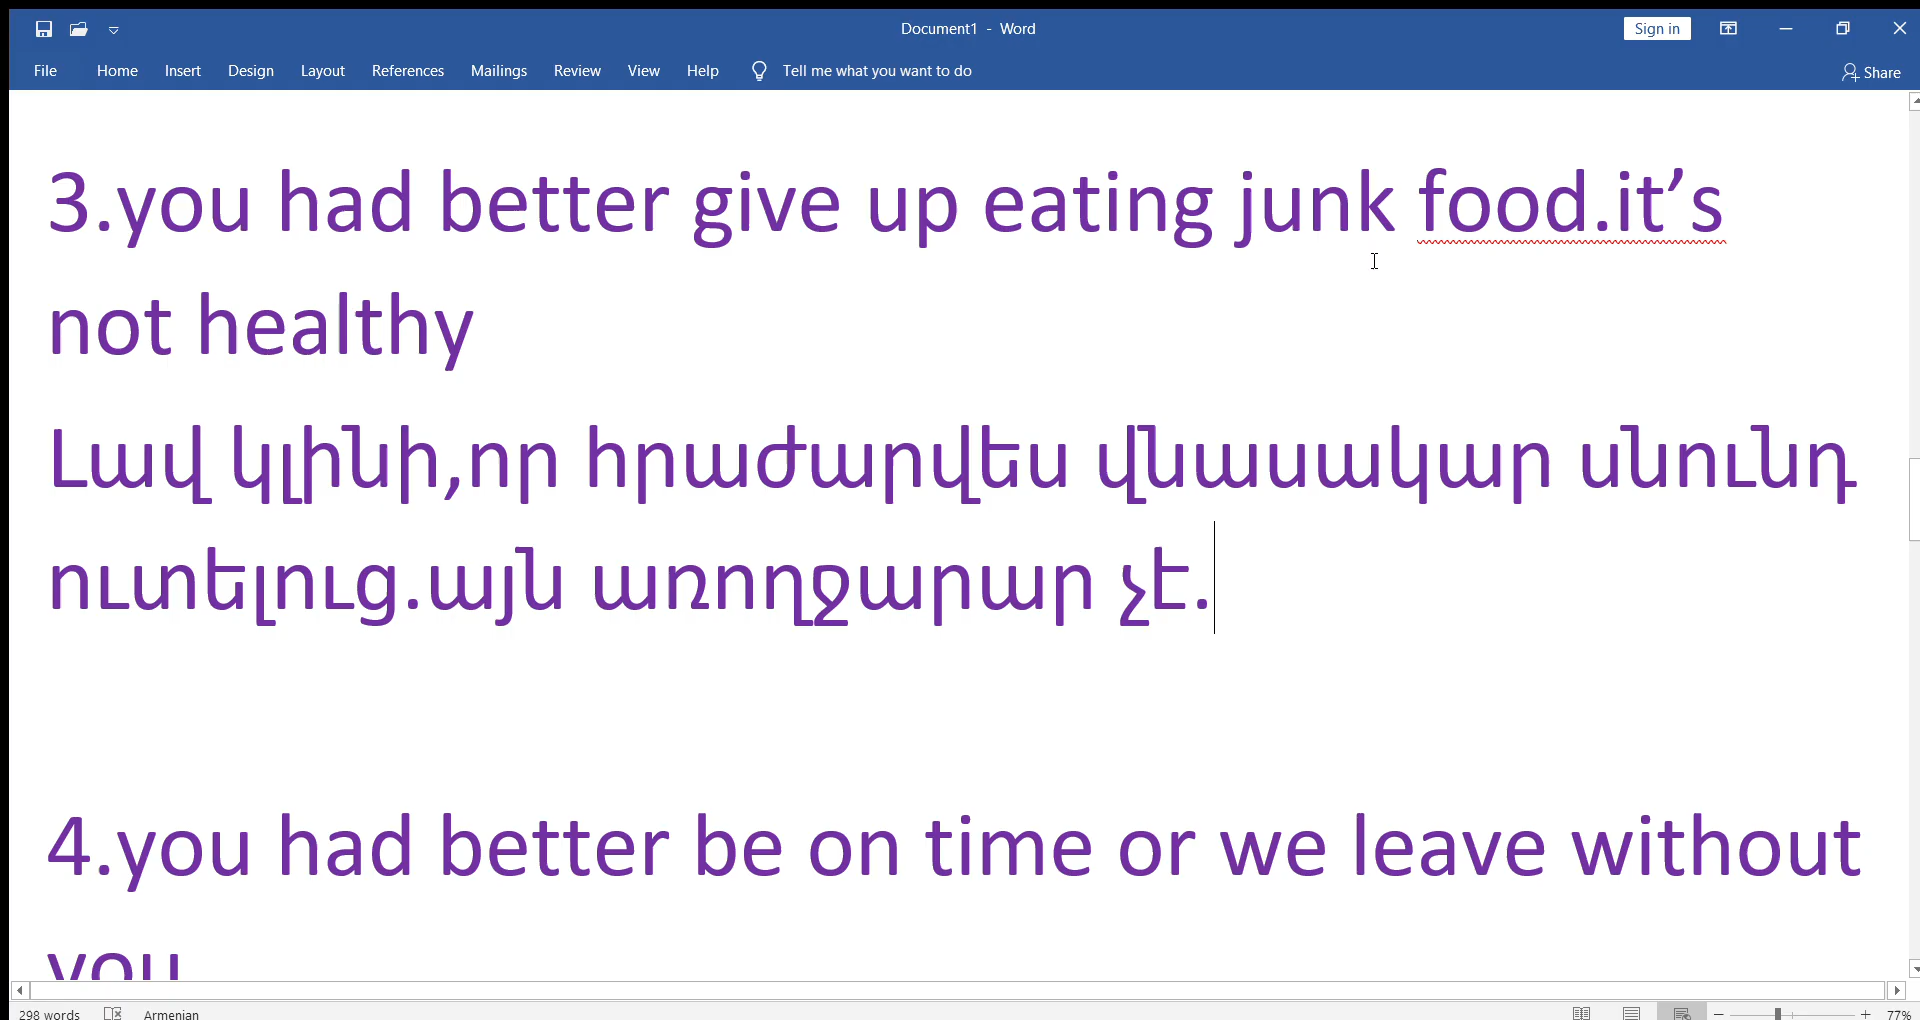 Document1 - Word
Sign in
File Home Insert Design Layout References Mailings Review View Help Tell me what you want to do
Share
3.you had better give up eating junk food.it’s
not healthy
Լավ կլինի,որ հրաժարվես վնասակար սնունդ
ուտելուց.այն առողջարար չէ.
4.you had better be on time or we leave without
you
298 words Armenian
77%